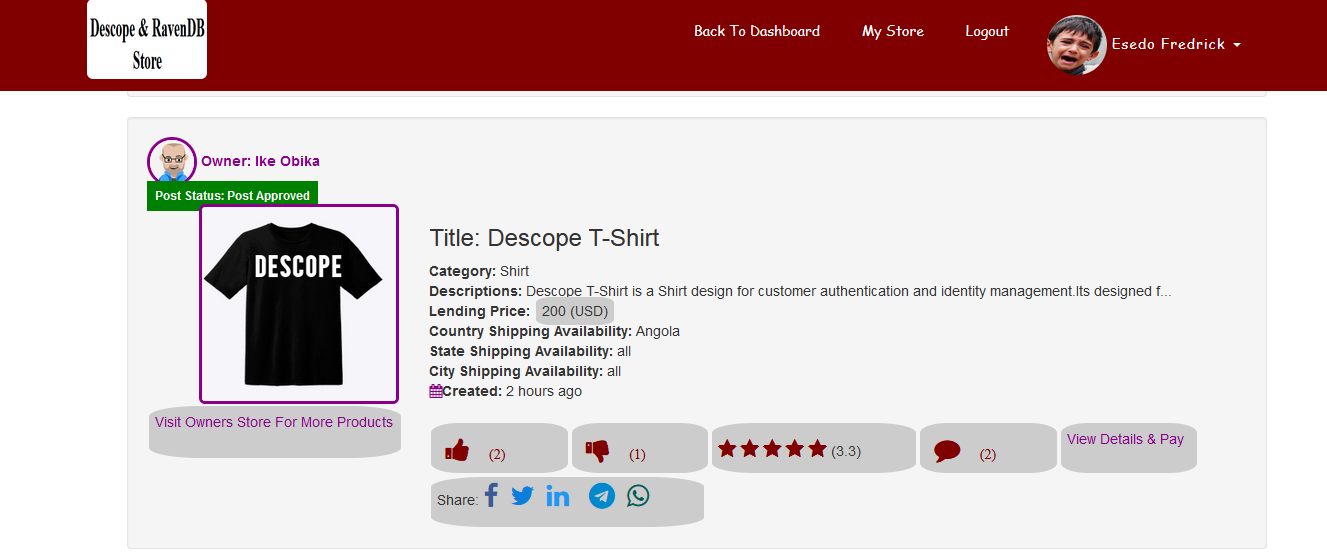 Descope & RavenDB
Store
Back To Dashboard
My Store
Logout
Esedo Fredrick
Owner: Ike Obika
Post Status: Post Approved
DESCOPE
Title: Descope T-Shirt
Category: Shirt
Descriptions: Descope T-Shirt is a Shirt design for customer authentication and identity management.Its designed f...
Lending Price: 200 (USD)
Country Shipping Availability: Angola
State Shipping Availability: all
City Shipping Availability: all
Created: 2 hours ago
Visit Owners Store For More Products
(2)
(1)
(3.3)
(2)
View Details & Pay
Share: